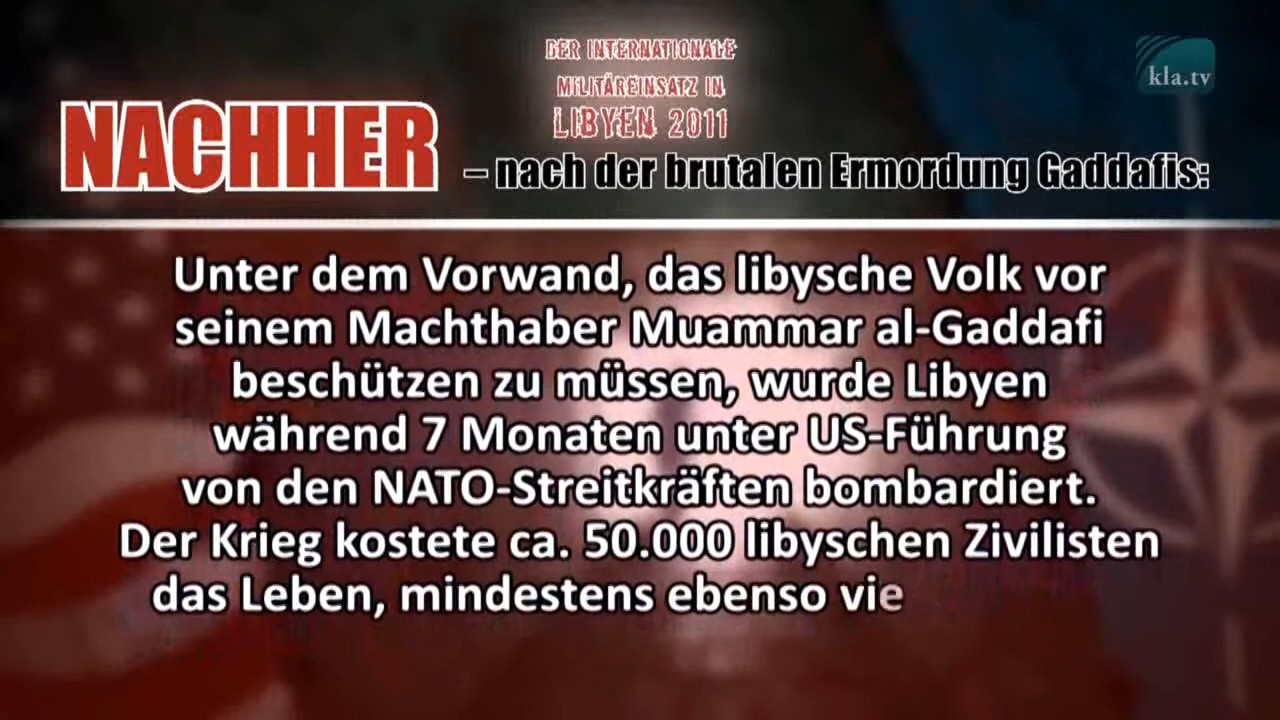 DER INTERNATIONALE
MILITÄREINSATZ IN
LIBYEN 2011
kla.tv
NACHHER
– nach der brutalen Ermordung Gaddafis:
Unter dem Vorwand, das libysche Volk vor
seinem Machthaber Muammar al-Gaddafi
beschützen zu müssen, wurde Libyen
während 7 Monaten unter US-Führung
von den NATO-Streitkräften bombardiert.
Der Krieg kostete ca. 50.000 libyschen Zivilisten
das Leben, mindestens ebenso vie